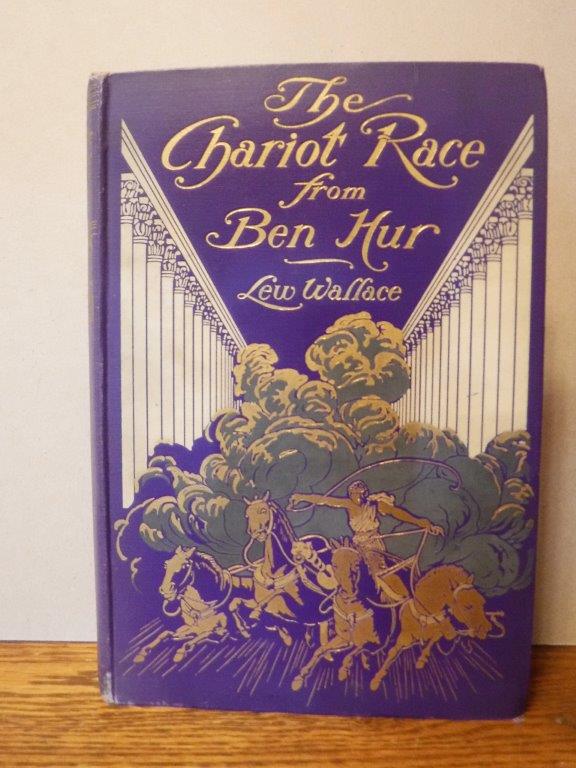 The
Chariot Race
from
Ben Hur
Lew Wallace